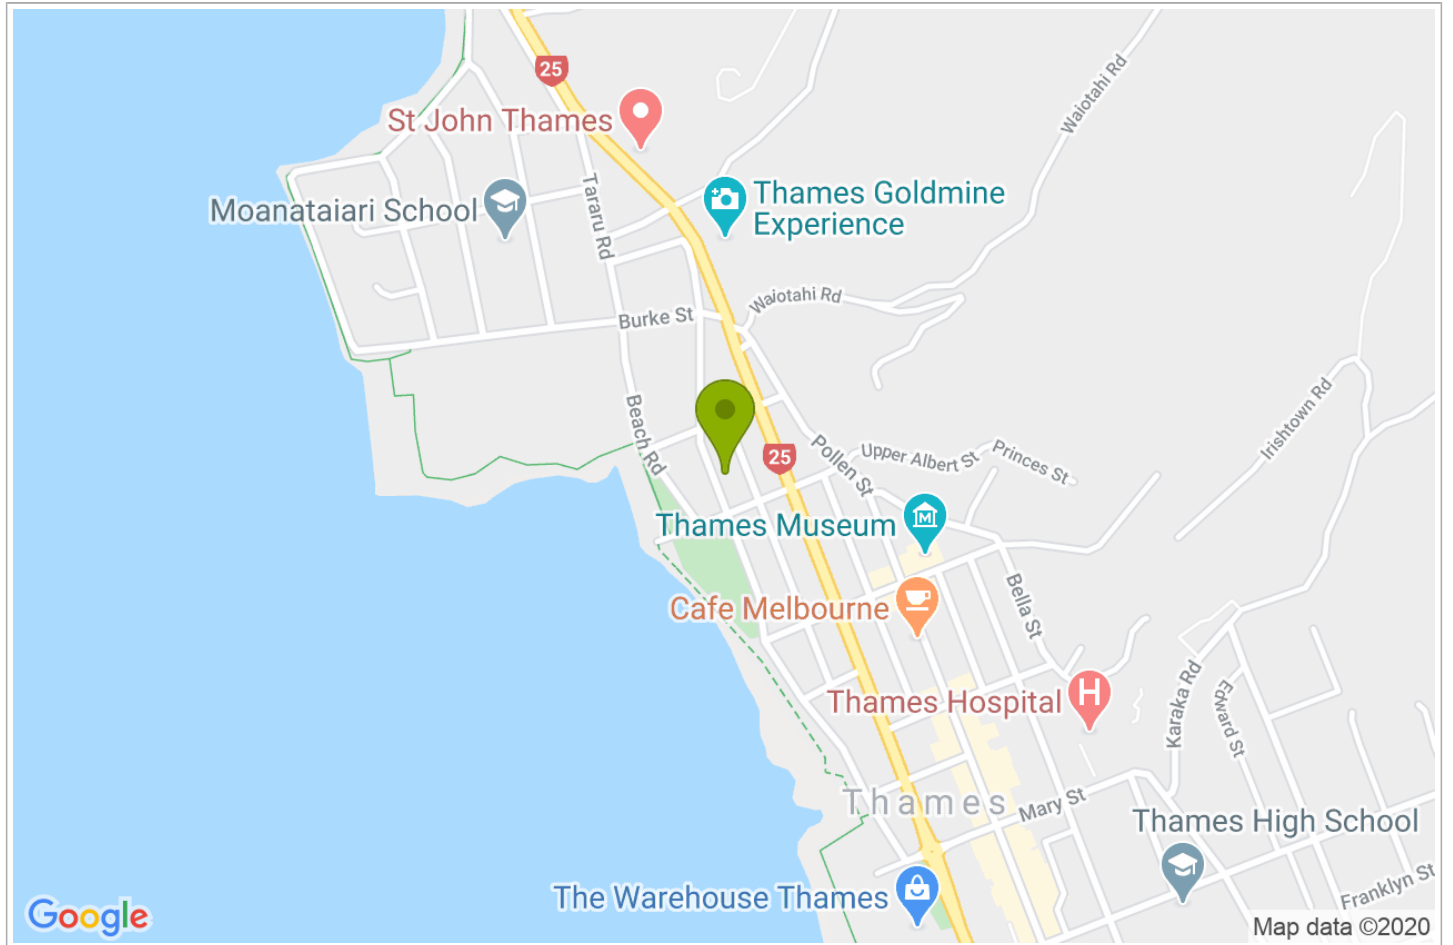 25
St John Thames
Waiotahi Rd
Moanataiari School
Tararu Rd
Thames Goldmine
Experience
Waiotahi Rd
Burke St
Beach Rd
25
Pollen St
Upper Albert St
Princes St
Irishtown Rd
Thames Museum
M
Cafe Melbourne
Bella St
Thames Hospital
H
Karaka Rd
Edward St
Thames
Mary St
Thames High School
The Warehouse Thames
Franklyn St
Google
Map data ©2020